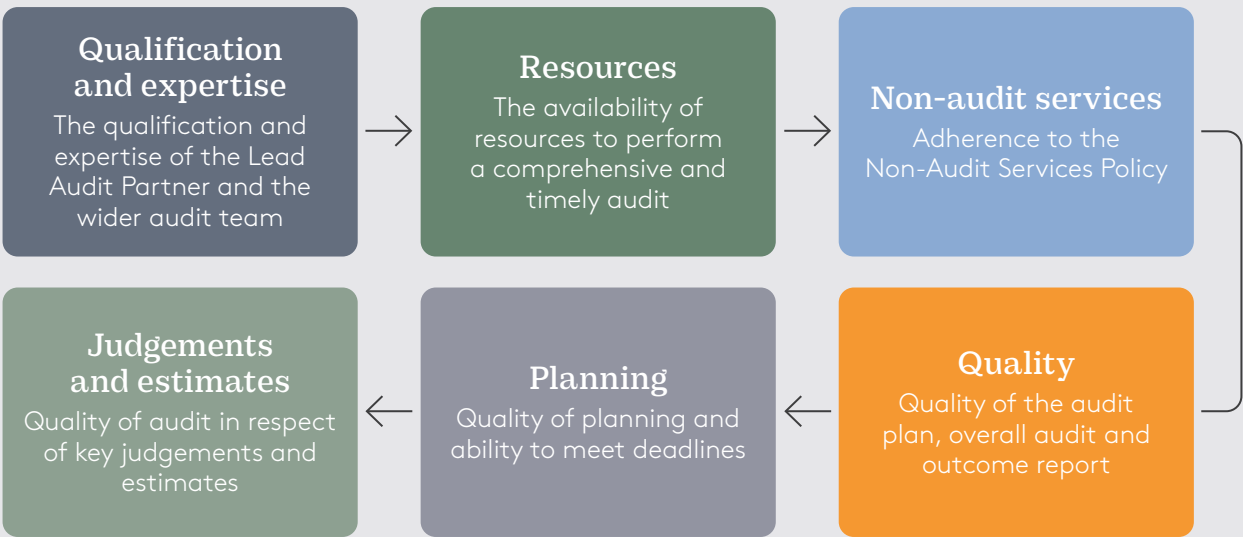 Qualification
and expertise
The qualification and
expertise of the Lead
Audit Partner and the
wider audit team
Resources
The availability of
resources to perform
a comprehensive and
timely audit
Non-audit services
Adherence to the
Non-Audit Services Policy
Quality
Quality of the audit
plan, overall audit and
outcome report
Planning
Quality of planning and
ability to meet deadlines
Judgements
and estimates
Quality of audit in respect
of key judgements and
estimates